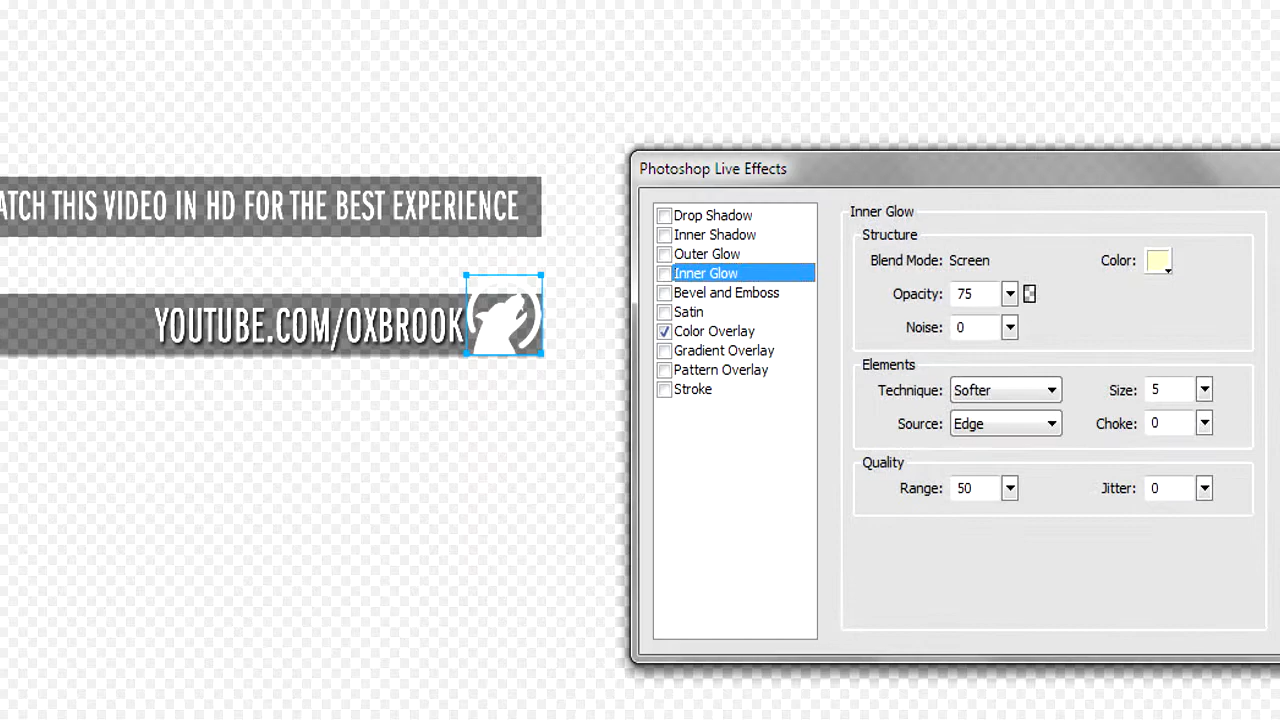 ATCH THIS VIDEO IN HD FOR THE BEST EXPERIENCE
YOUTUBE.COM/OXBROOK
Photoshop Live Effects
Drop Shadow
Inner Shadow
Outer Glow
Inner Glow
Bevel and Emboss
Satin
Color Overlay
Gradient Overlay
Pattern Overlay
Stroke
Inner Glow
Structure
Blend Mode: Screen Color:
Opacity: 75
Noise: 0
Elements
Technique: Softer Size: 5
Source: Edge Choke: 0
Quality
Range: 50 Jitter: 0